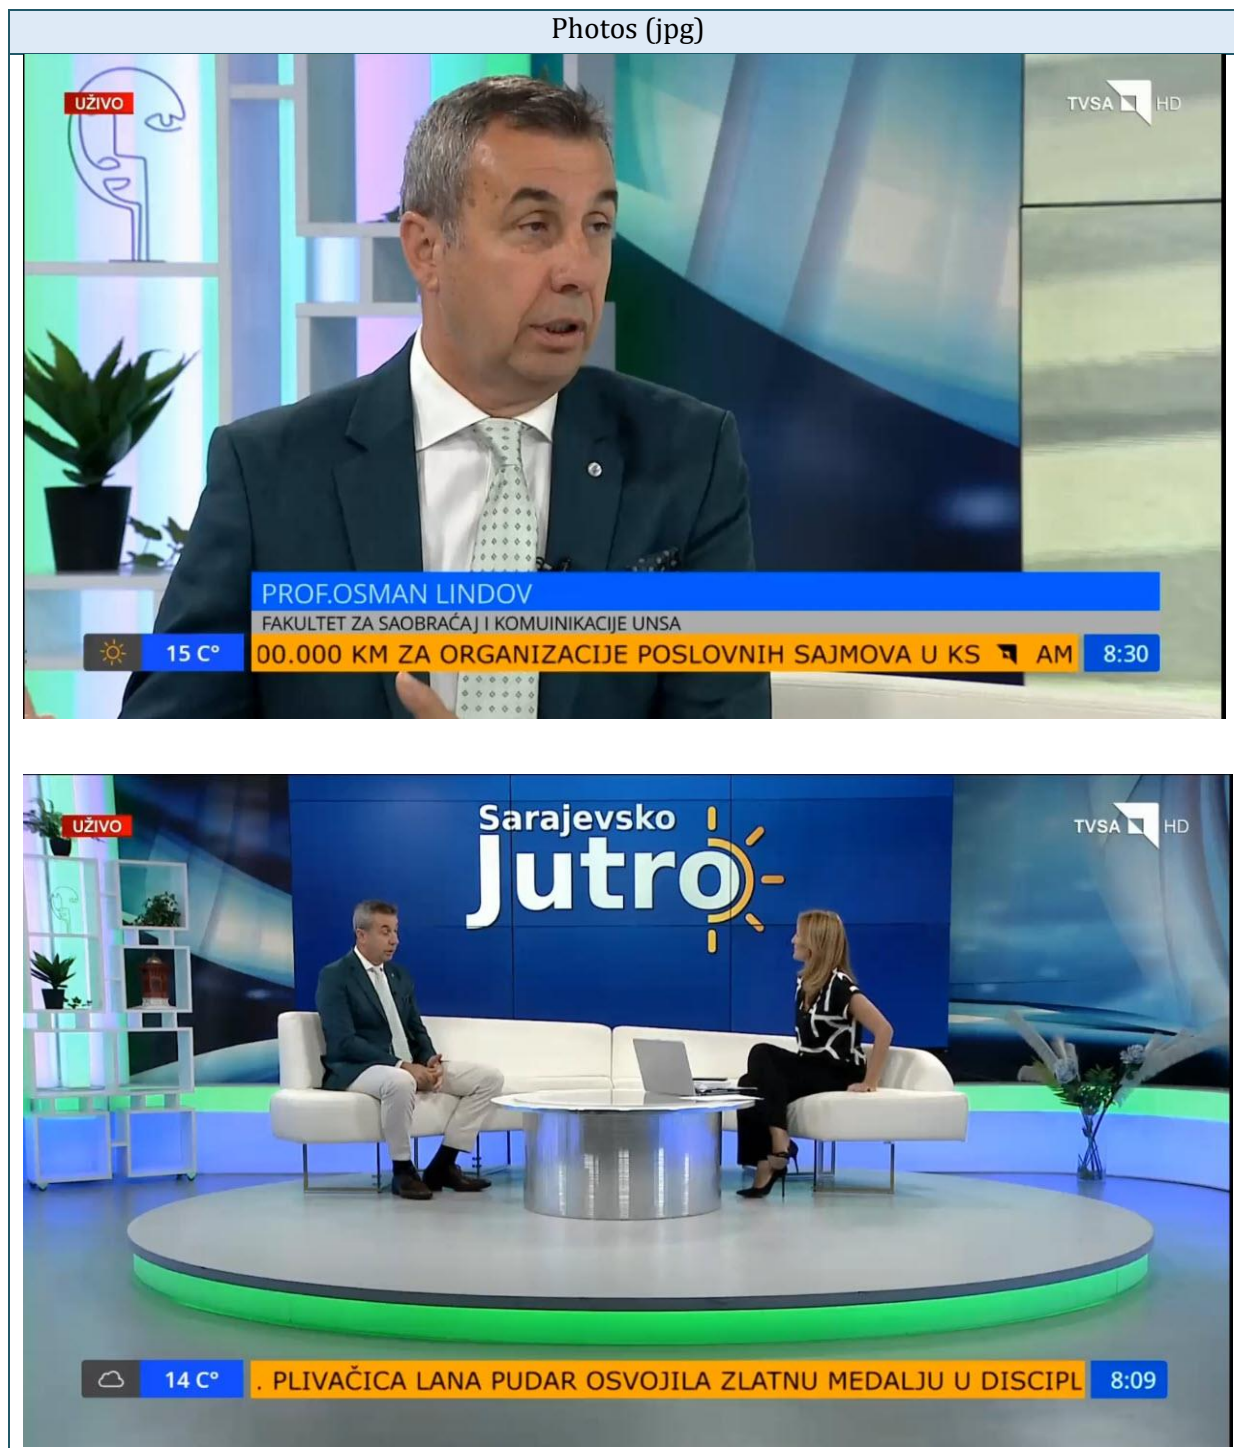 Photos (jpg)
UŽIVO
TVSA HD
PROF.OSMAN LINDOV
FAKULTET ZA SAOBRAĆAJ I KOMUINIKACIJE UNSA
15 C° 00.000 KM ZA ORGANIZACIJE POSLOVNIH SAJMOVA U KS AM 8:30
Sarajevsko
Jutro
UŽIVO
TVSA HD
14 C° . PLIVAČICA LANA PUDAR OSVOJILA ZLATNU MEDALJU U DISCIPL 8:09